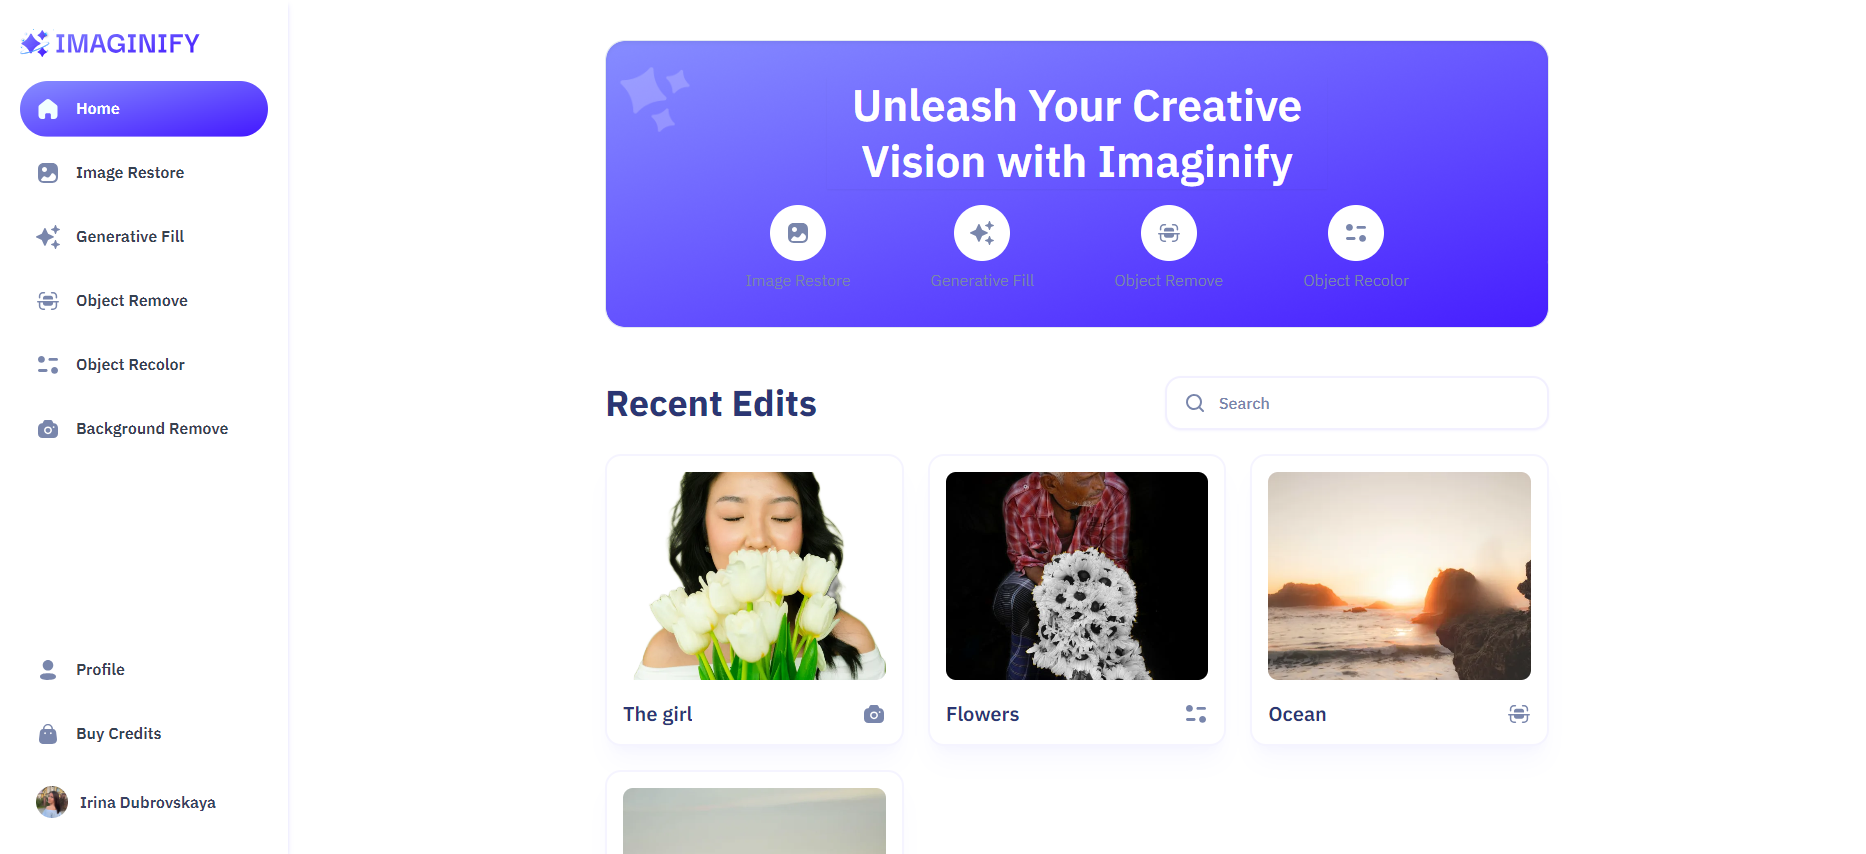 IMAGINIFY
Home
Image Restore
Generative Fill
Object Remove
Object Recolor
Background Remove
Profile
Buy Credits
Irina Dubrovskaya
Unleash Your Creative
Vision with Imaginify
Image Restore
Generative Fill
Object Remove
Object Recolor
Recent Edits
Search
The girl
Flowers
Ocean